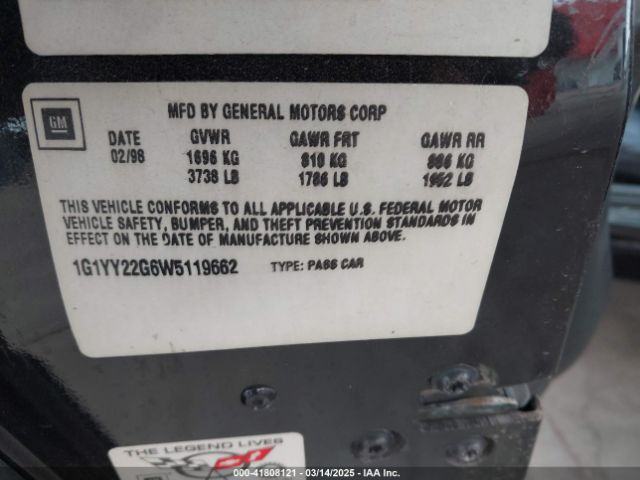 MFD BY GENERAL MOTORS CORP
GM
DATE GVWR GAWR FRT GAWR RR
02/98 1696 KG 810 KG 886 KG
3738 LB 1786 LB 1952 LB
THIS VEHICLE CONFORMS TO ALL APPLICABLE U.S. FEDERAL MOTOR
VEHICLE SAFETY, BUMPER, AND THEFT PREVENTION STANDARDS IN
EFFECT ON THE DATE OF MANUFACTURE SHOWN ABOVE.
1G1YY22G6W5119662 TYPE: PASS CAR
THE LEGEND LIVES
000-41808121 - 03/14/2025 - IAA Inc.